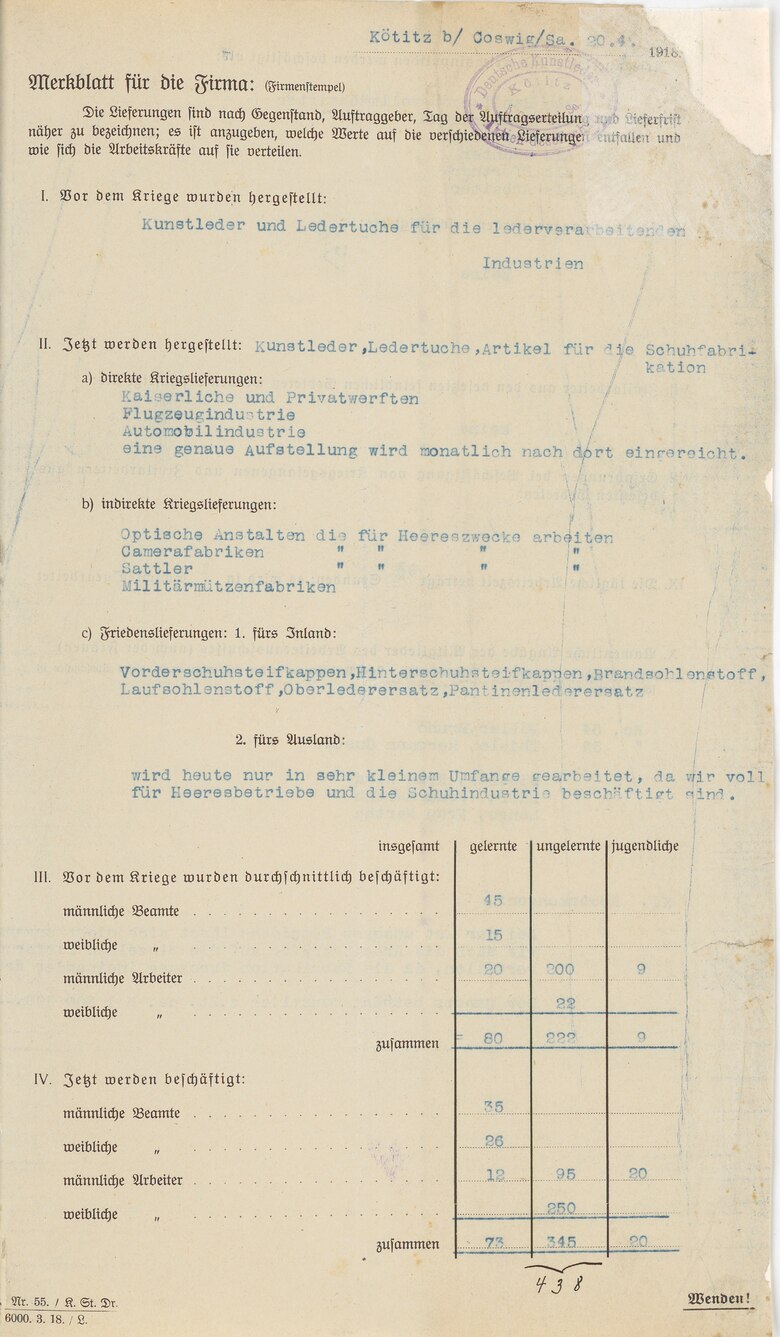 Kötitz b/ Coswig/Sa. 20.4. 1918.
Deutsche Kunstleder
Kötitz
Merkblatt für die Firma: (Firmenstempel)
Die Lieferungen sind nach Gegenstand, Auftraggeber, Tag der Auftragserteilung und Lieferfrist
näher zu bezeichnen; es ist anzugeben, welche Werte auf die verschiedenen Lieferungen entfallen und
wie sich die Arbeitskräfte auf sie verteilen.
I. Vor dem Kriege wurden hergestellt:
Kunstleder und Ledertuche für die lederverarbeitenden
Industrien
II. Jetzt werden hergestellt: Kunstleder,Ledertuche,Artikel für die Schuhfabri-
kation
a) direkte Kriegslieferungen:
Kaiserliche und Privatwerften
Flugzeugindustrie
Automobilindustrie
eine genaue Aufstellung wird monatlich nach dort eingereicht.
b) indirekte Kriegslieferungen:
Optische Anstalten die für Heereszwecke arbeiten
Camerafabriken " " " "
Sattler " " " "
Militärmützenfabriken
c) Friedenslieferungen: 1. fürs Inland:
Vorderschuhsteifkappen,Hinterschuhsteifkappen,Brandsohlenstoff,
Laufsohlenstoff,Oberlederersatz,Pantinenlederersatz
2. fürs Ausland:
wird heute nur in sehr kleinem Umfange gearbeitet, da wir voll
für Heeresbetriebe und die Schuhindustrie beschäftigt sind.
insgesamt gelernte ungelernte jugendliche
III. Vor dem Kriege wurden durchschnittlich beschäftigt:
männliche Beamte . . . . . . . . . . . . . . . . 45
weibliche „ . . . . . . . . . . . . . . . . 15
männliche Arbeiter . . . . . . . . . . . . . . . . 20 200 9
weibliche „ . . . . . . . . . . . . . . . . 22
zusammen 80 222 9
IV. Jetzt werden beschäftigt:
männliche Beamte . . . . . . . . . . . . . . . . 35
weibliche „ . . . . . . . . . . . . . . . . 26
männliche Arbeiter . . . . . . . . . . . . . . . . 12 95 20
weibliche „ . . . . . . . . . . . . . . . . 250
zusammen 73 345 20
438
Nr. 55. / K. St. Dr.
6000. 3. 18. / L.
Wenden!